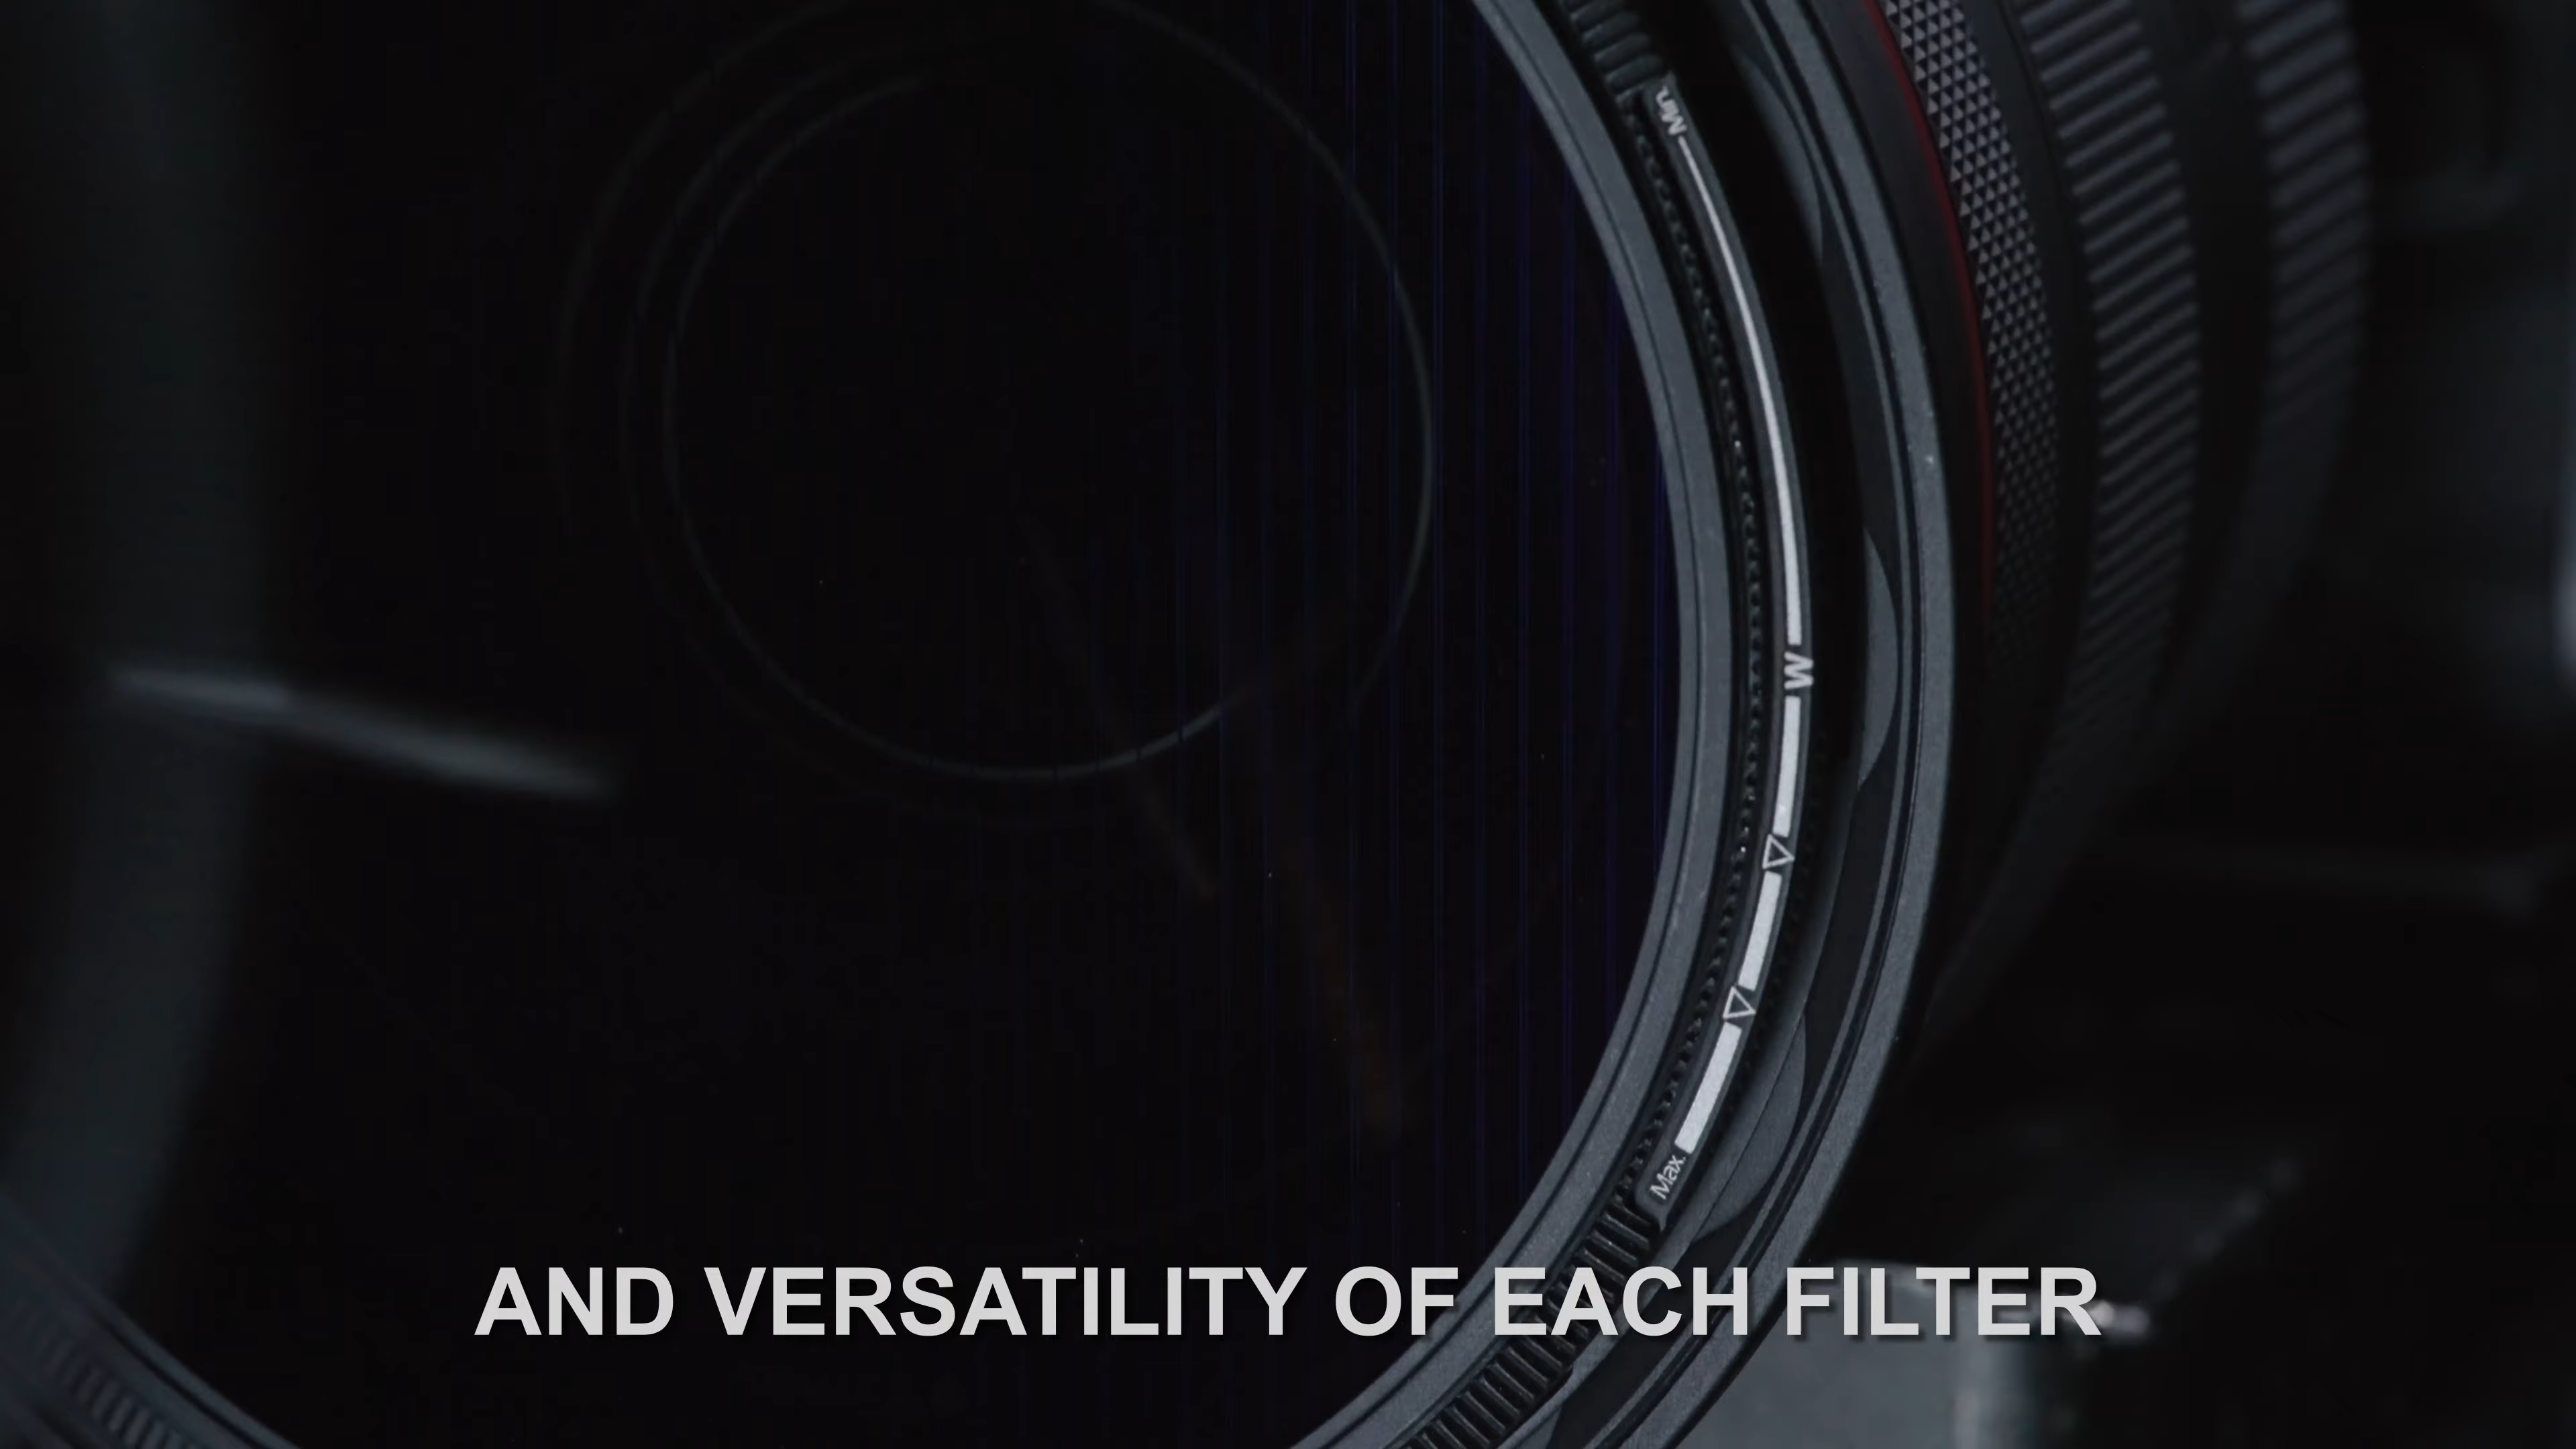 Min.
W
Max.
AND VERSATILITY OF EACH FILTER